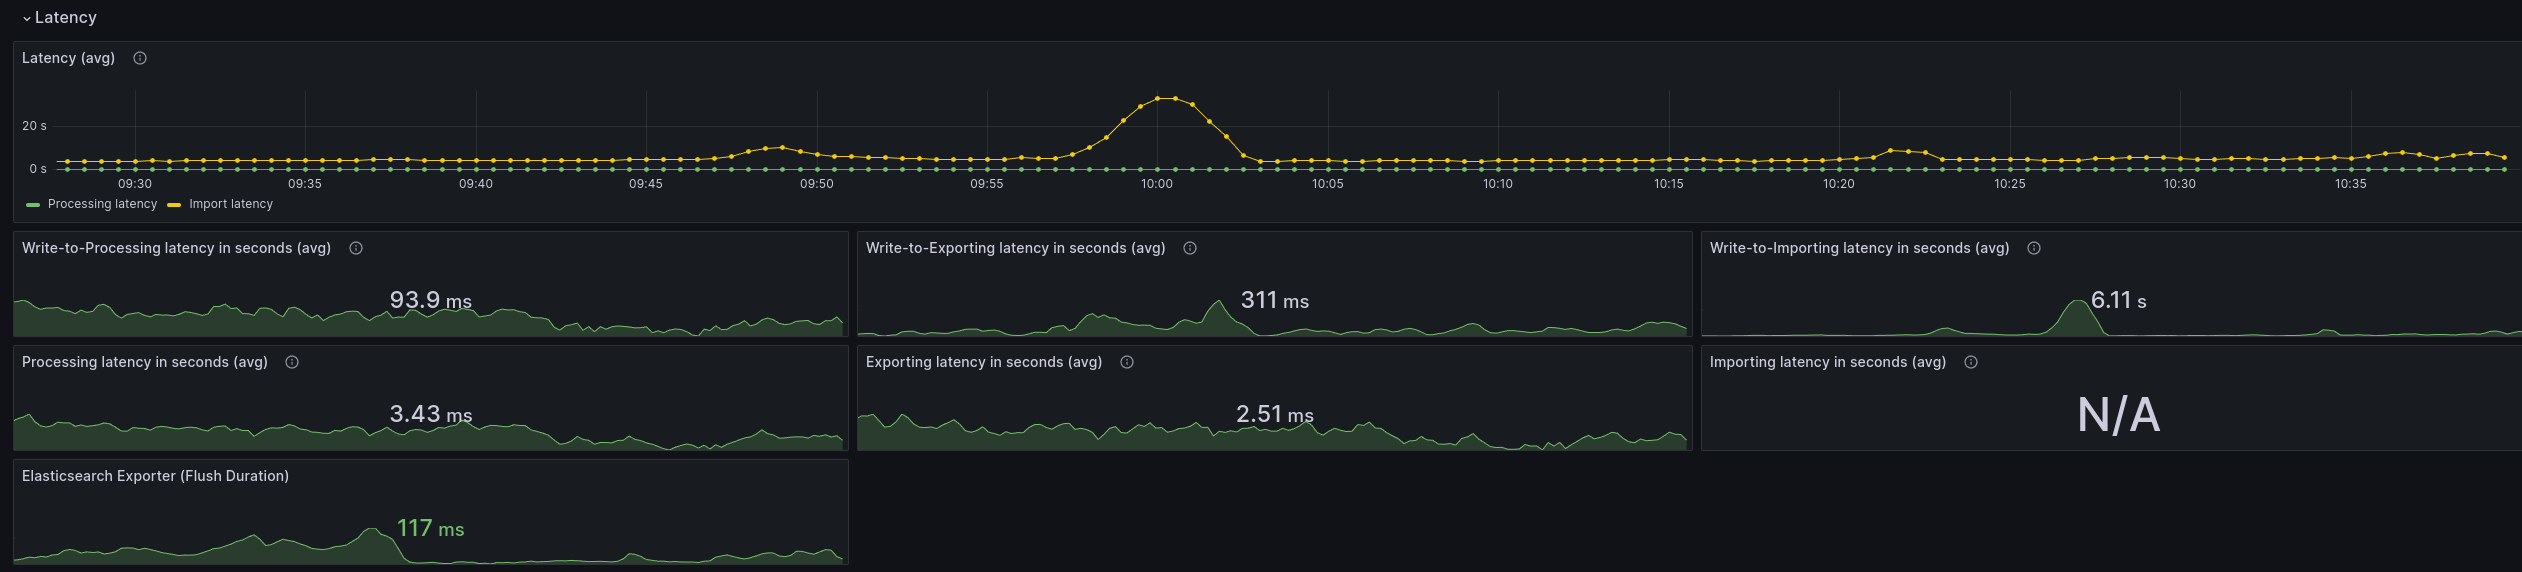 Latency
Latency (avg)
20 s
0 s
09:30 09:35 09:40 09:45 09:50 09:55 10:00 10:05 10:10 10:15 10:20 10:25 10:30 10:35
Processing latency Import latency
Write-to-Processing latency in seconds (avg) Write-to-Exporting latency in seconds (avg) Write-to-Importing latency in seconds (avg)
93.9 ms 311 ms 6.11 s
Processing latency in seconds (avg) Exporting latency in seconds (avg) Importing latency in seconds (avg)
3.43 ms 2.51 ms N/A
Elasticsearch Exporter (Flush Duration)
117 ms